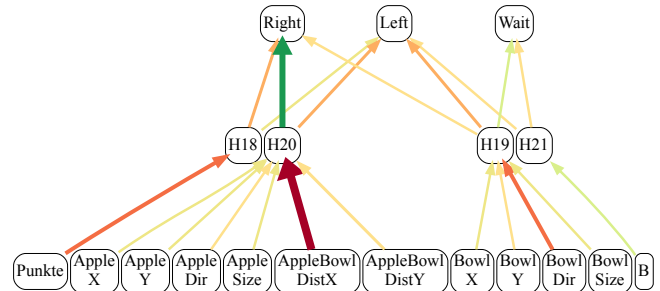 Right Left Wait
H18 H20 H19 H21
Punkte
Apple
X
Apple
Y
Apple
Dir
Apple
Size
AppleBowl
DistX
AppleBowl
DistY
Bowl
X
Bowl
Y
Bowl
Dir
Bowl
Size
B